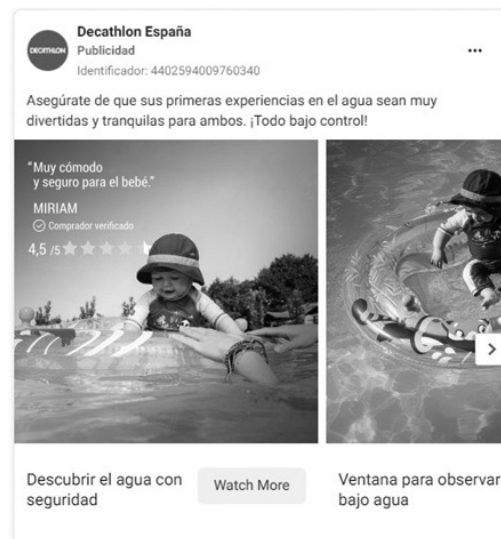 DECATHLON
Decathlon España
Publicidad
Identificador: 4402594009760340
Asegúrate de que sus primeras experiencias en el agua sean muy
divertidas y tranquilas para ambos. ¡Todo bajo control!
"Muy cómodo
y seguro para el bebé."
MIRIAM
Comprador verificado
4,5 /5
Descubrir el agua con
seguridad
Watch More
Ventana para observar
bajo agua